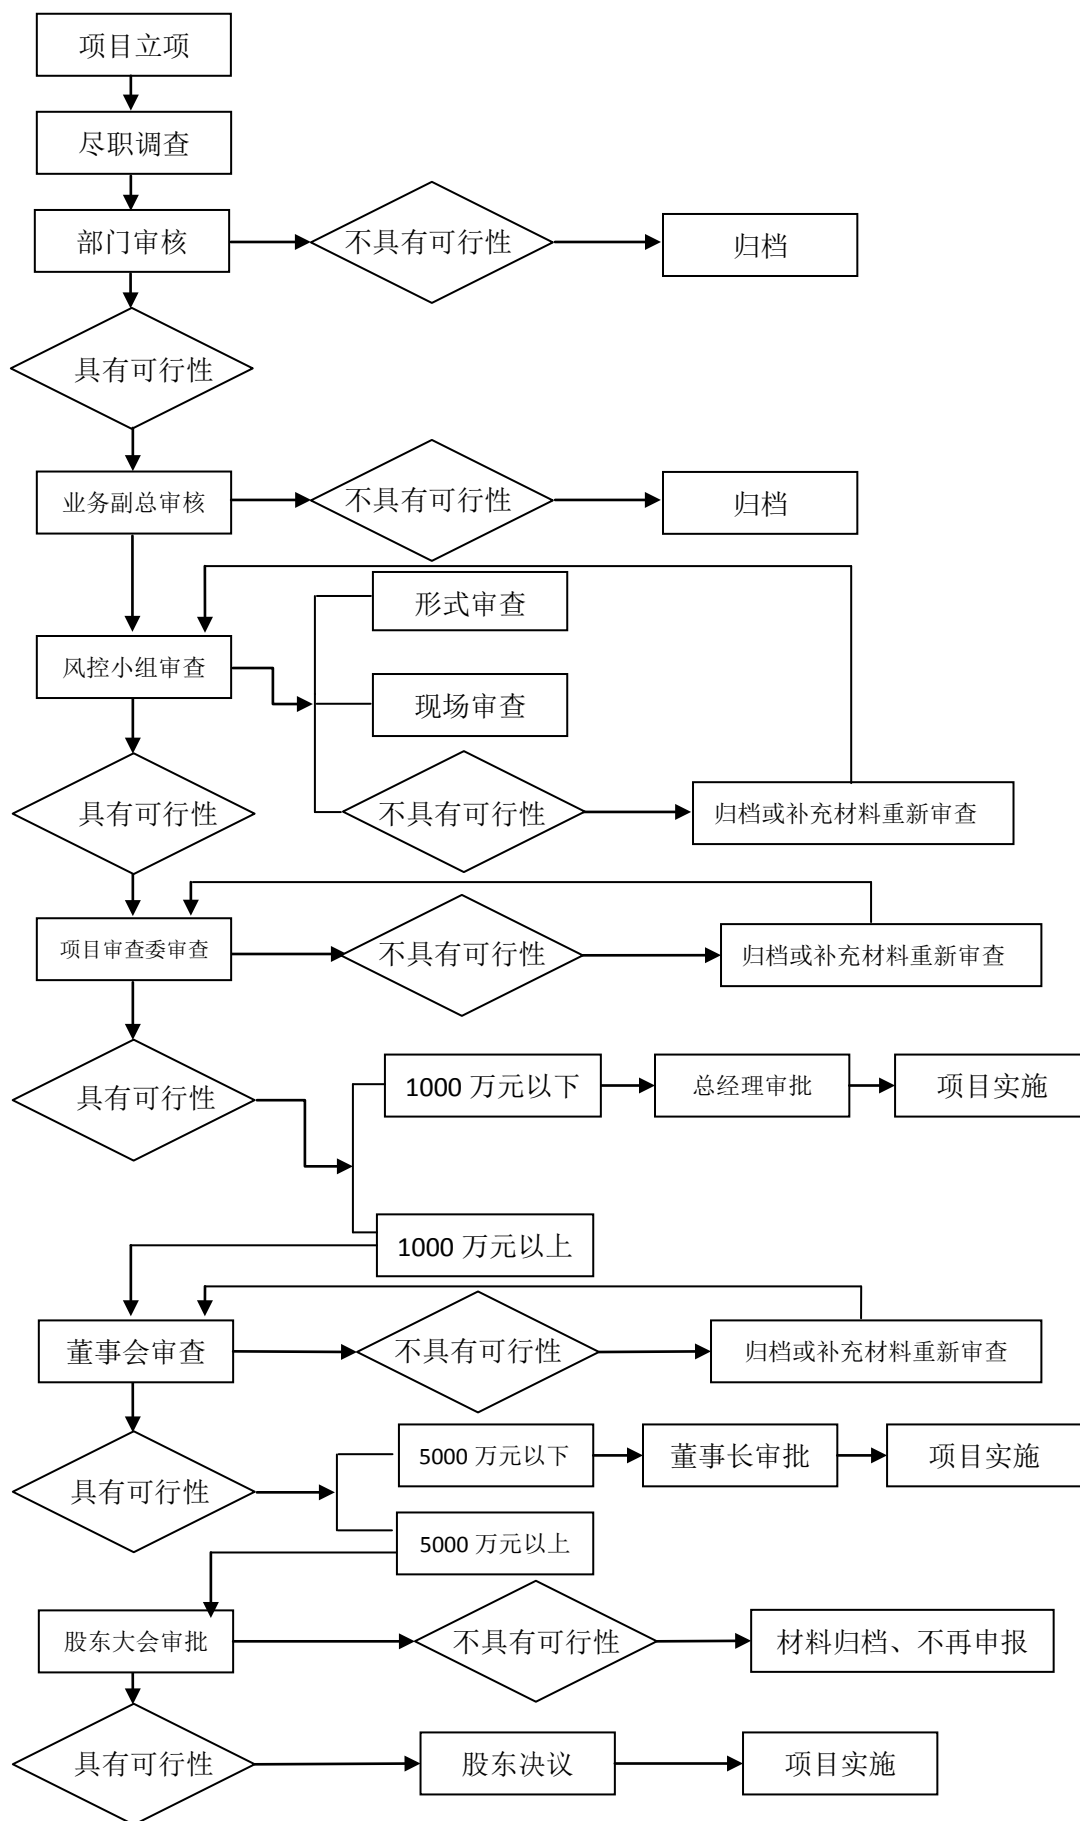 项目立项
尽职调查
部门审核
不具有可行性
归档
具有可行性
业务副总审核
不具有可行性
归档
形式审查
风控小组审查
现场审查
具有可行性
不具有可行性
归档或补充材料重新审查
项目审查委审查
不具有可行性
归档或补充材料重新审查
具有可行性
1000 万元以下
总经理审批
项目实施
1000 万元以上
董事会审查
不具有可行性
归档或补充材料重新审查
具有可行性
5000 万元以下
董事长审批
项目实施
5000 万元以上
股东大会审批
不具有可行性
材料归档、不再申报
具有可行性
股东决议
项目实施